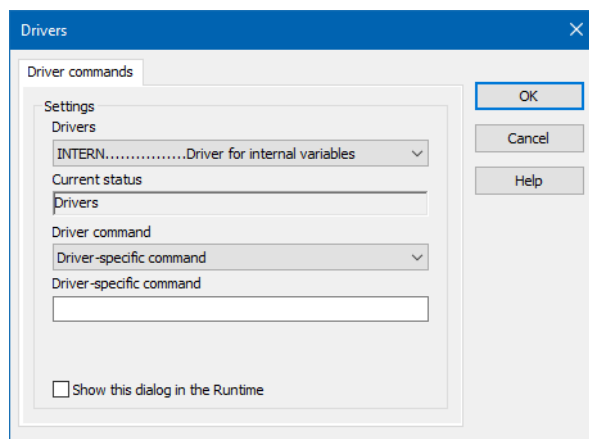 Drivers
Driver commands
Settings
Drivers
INTERN................Driver for internal variables
Current status
Drivers
Driver command
Driver-specific command
Driver-specific command
Show this dialog in the Runtime
OK
Cancel
Help